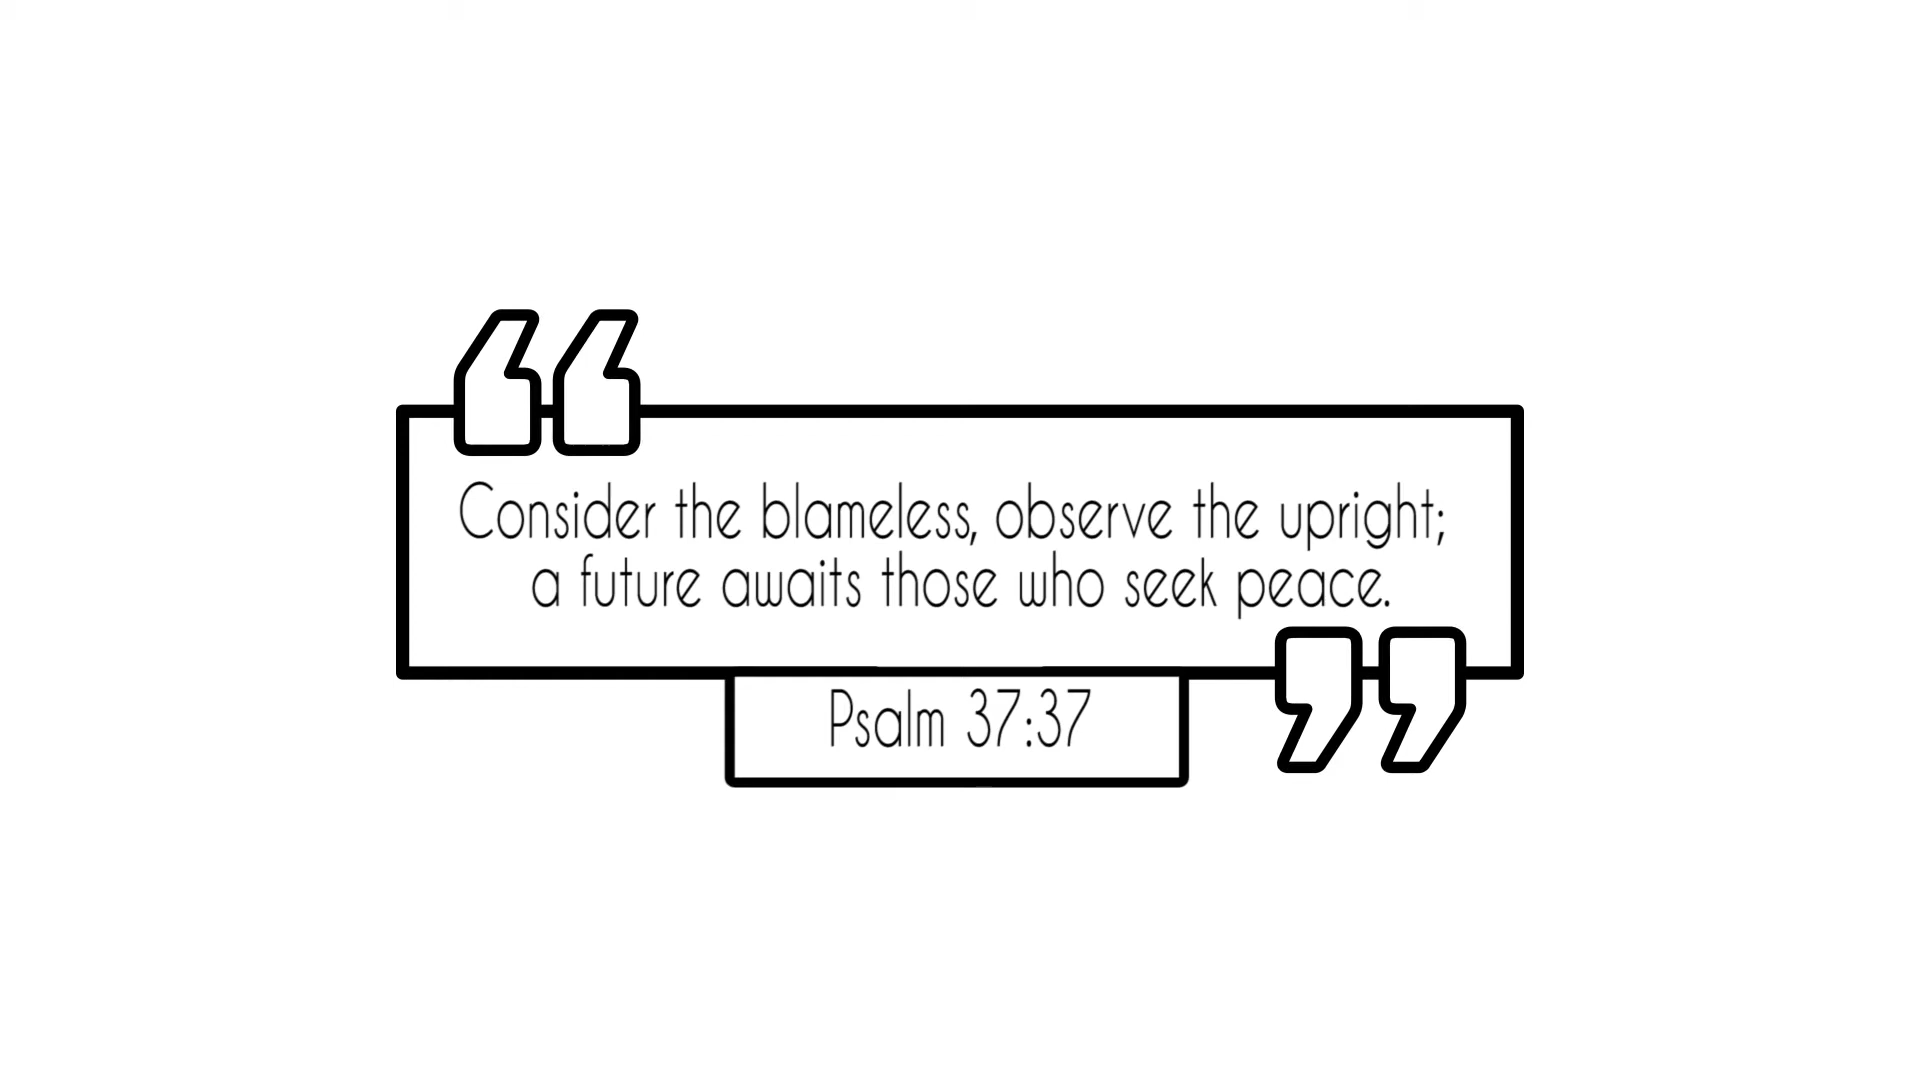 Consider the blameless, observe the upright;
a future awaits those who seek peace.
Psalm 37:37